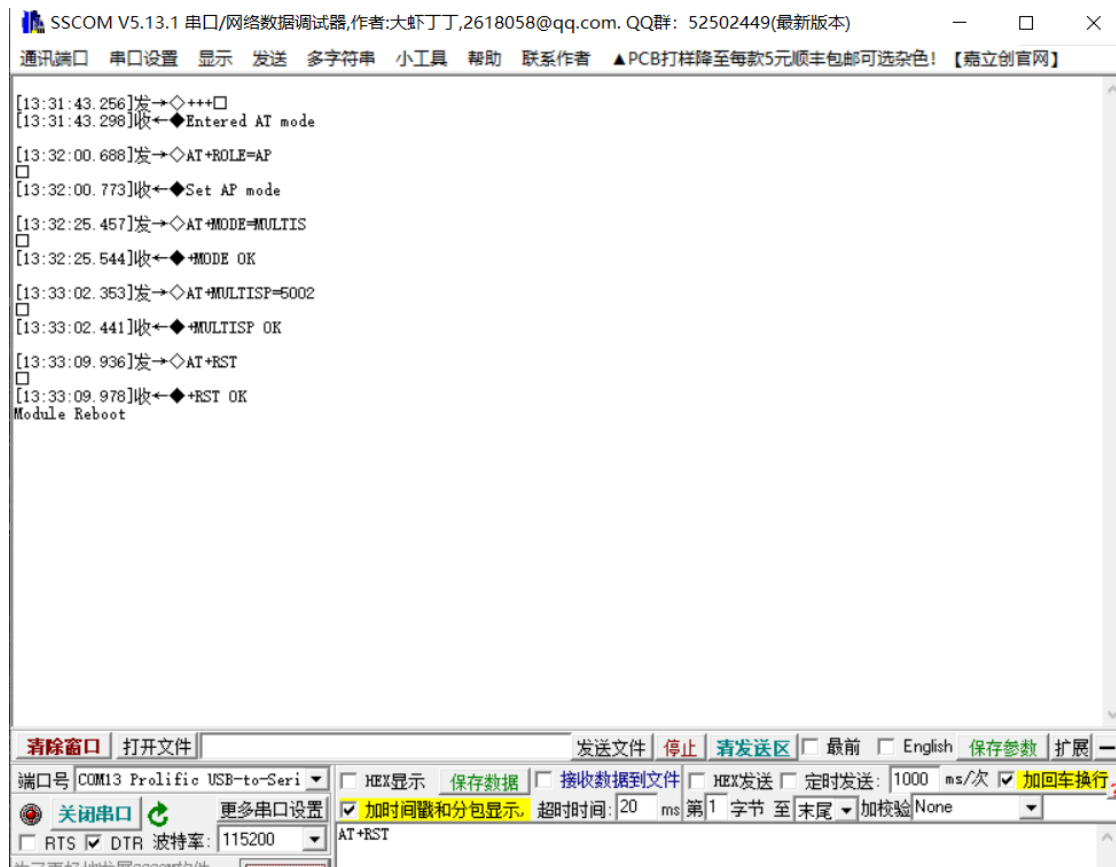 SSCOM V5.13.1 串口/网络数据调试器,作者:大虾丁丁,2618058@qq.com. QQ群: 52502449(最新版本)
通讯端口 串口设置 显示 发送 多字符串 小工具 帮助 联系作者 ▲PCB打样降至每款5元顺丰包邮可选杂色!【嘉立创官网】
[13:31:43.256]发→◇+++□
[13:31:43.298]收←◆Entered AT mode
[13:32:00.688]发→◇AT+ROLE=AP
□
[13:32:00.773]收←◆Set AP mode
[13:32:25.457]发→◇AT+MODE=MULTIS
□
[13:32:25.544]收←◆+MODE OK
[13:33:02.353]发→◇AT+MULTISP=5002
□
[13:33:02.441]收←◆+MULTISP OK
[13:33:09.936]发→◇AT+RST
□
[13:33:09.978]收←◆+RST OK
Module Reboot
清除窗口 打开文件 发送文件 停止 清发送区 最前 English 保存参数 扩展 —
端口号 COM13 Prolific USB-to-Seri HEX显示 保存数据 接收数据到文件 HEX发送 定时发送: 1000 ms/次 加回车换行
关闭串口 更多串口设置 加时间戳和分包显示, 超时时间: 20 ms 第1 字节 至 末尾 加校验 None
RTS DTR 波特率: 115200 AT+RST